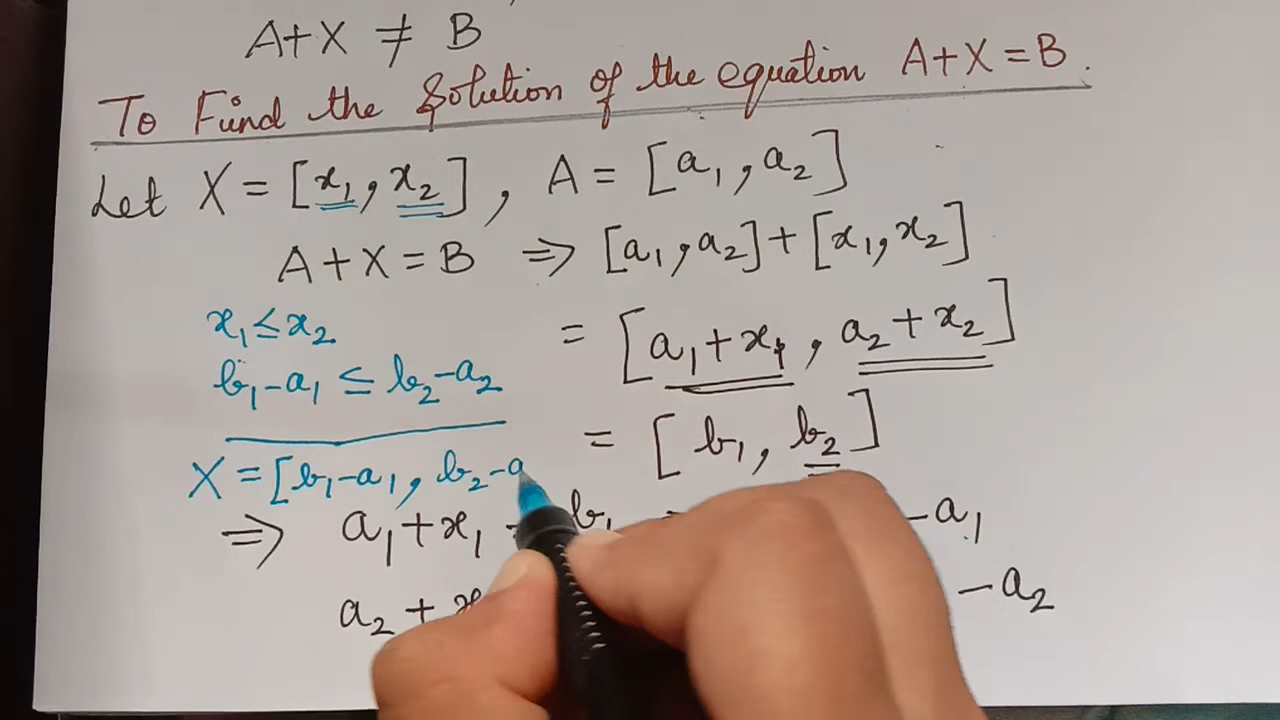 A+X ≠ B
To Find the Solution of the equation A+X=B.
Let X = [x₁, x₂], A = [a₁, a₂]
A+X=B ⇒ [a₁, a₂]+[x₁, x₂]
= [a₁+x₁, a₂+x₂]
x₁≤x₂
b₁-a₁ ≤ b₂-a₂
= [b₁, b₂]
X=[b₁-a₁, b₂-a
⇒ a₁+x₁ b₁ -a₁
a₂+x -a₂